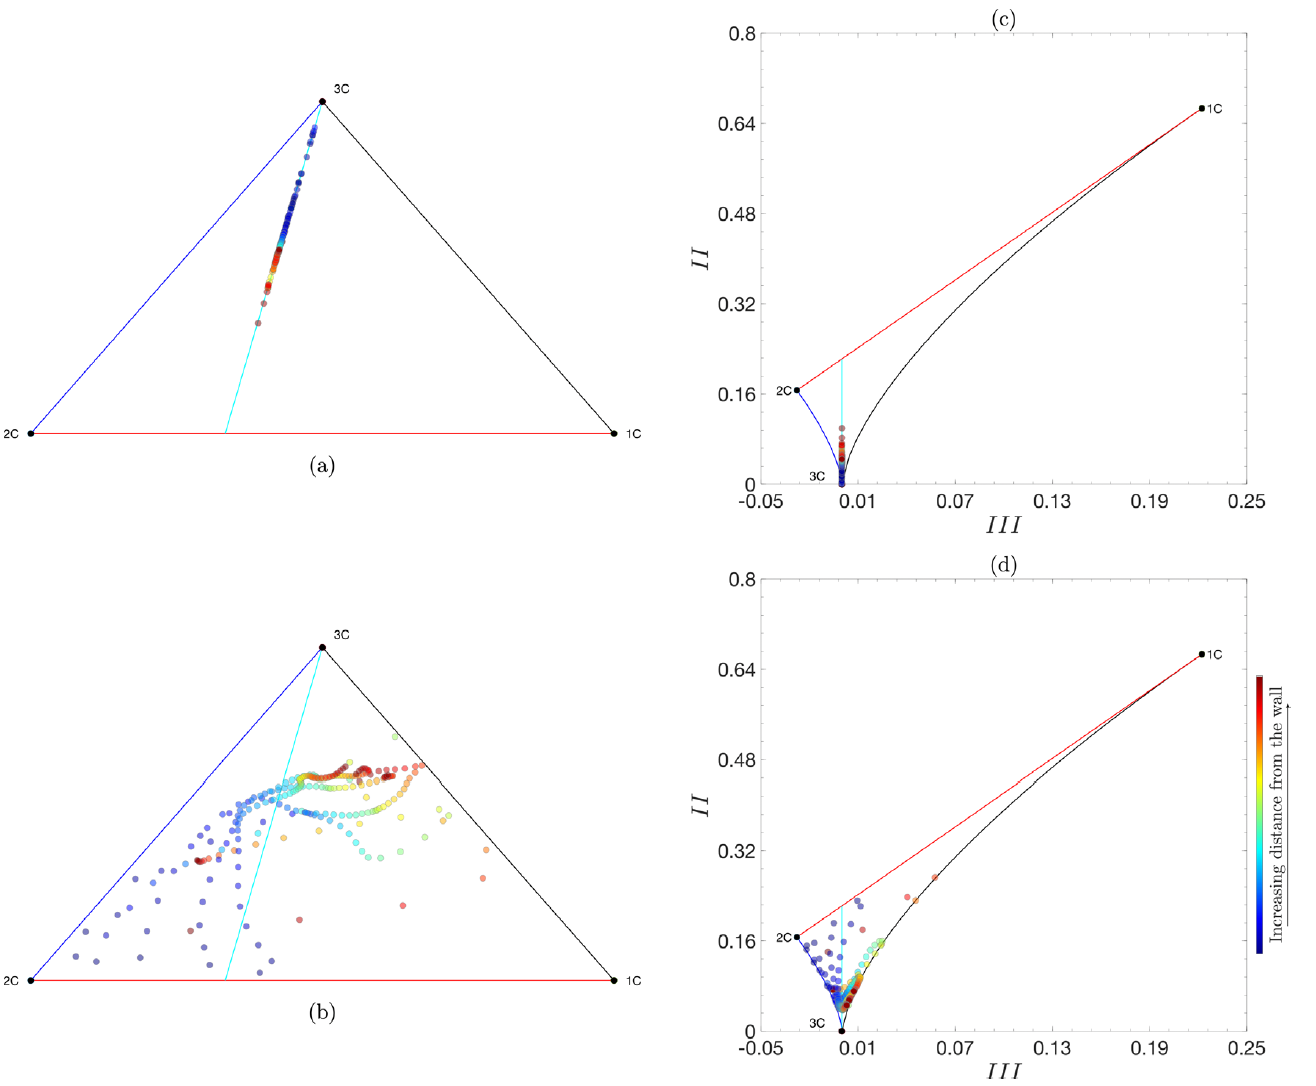 3C
2C
1C
(a)
(c)
0.8
0.64
0.48
0.32
0.16
0
II
1C
2C
3C
-0.05
0.01
0.07
0.13
0.19
0.25
III
3C
2C
1C
(b)
(d)
0.8
0.64
0.48
0.32
0.16
0
II
1C
2C
3C
-0.05
0.01
0.07
0.13
0.19
0.25
III
Increasing distance from the wall